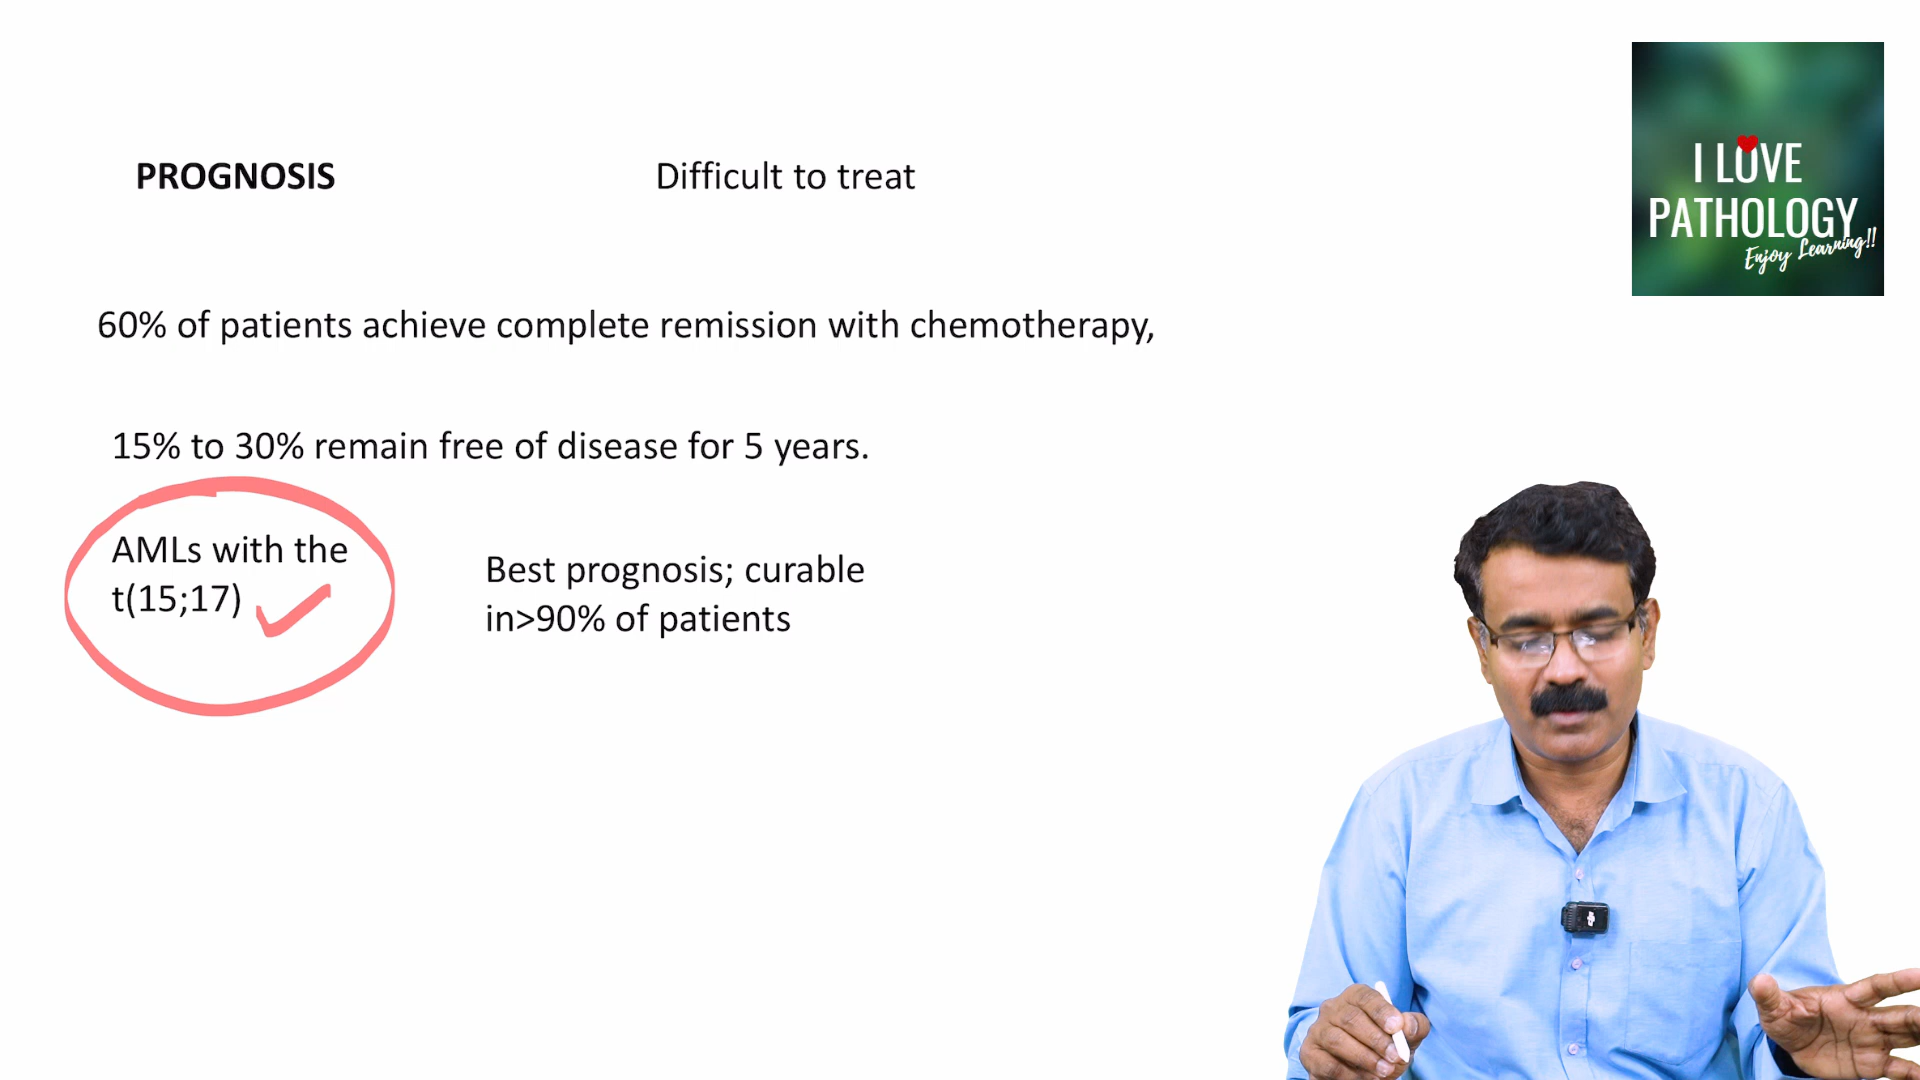 PROGNOSIS
Difficult to treat
I LOVE
PATHOLOGY
Enjoy Learning!!
60% of patients achieve complete remission with chemotherapy,
15% to 30% remain free of disease for 5 years.
AMLs with the
t(15;17)
Best prognosis; curable
in>90% of patients